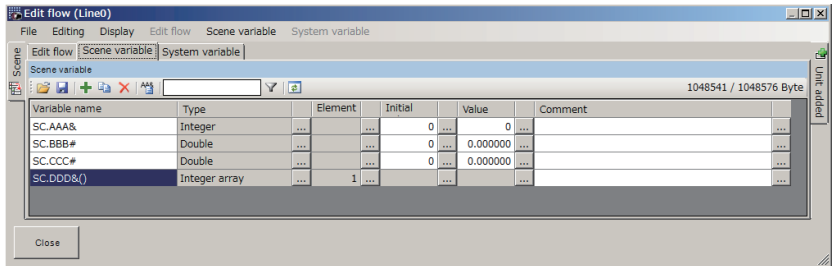 Edit flow (Line0)
File Editing Display Edit flow Scene variable System variable
Scene
Edit flow Scene variable System variable
Scene variable
1048541 / 1048576 Byte
Unit added
Variable name Type Element Initial Value Comment
SC.AAA& Integer ... ... 0 ... 0 ... ...
SC.BBB# Double ... ... 0 ... 0.000000 ... ...
SC.CCC# Double ... ... 0 ... 0.000000 ... ...
SC.DDD&() Integer array ... 1 ... ... ... ...
Close